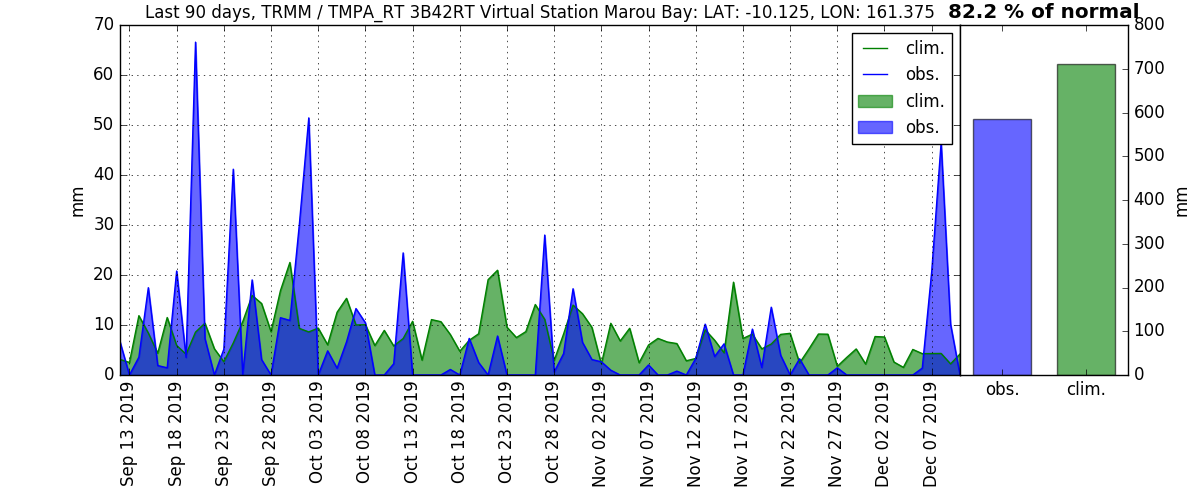 Last 90 days, TRMM / TMPA_RT 3B42RT Virtual Station Marou Bay: LAT: -10.125, LON: 161.375 82.2 % of normal
70
60
50
40
30
20
10
0
mm
clim.
obs.
clim.
obs.
800
700
600
500
400
300
200
100
0
mm
obs.
clim.
Sep 13 2019
Sep 18 2019
Sep 23 2019
Sep 28 2019
Oct 03 2019
Oct 08 2019
Oct 13 2019
Oct 18 2019
Oct 23 2019
Oct 28 2019
Nov 02 2019
Nov 07 2019
Nov 12 2019
Nov 17 2019
Nov 22 2019
Nov 27 2019
Dec 02 2019
Dec 07 2019